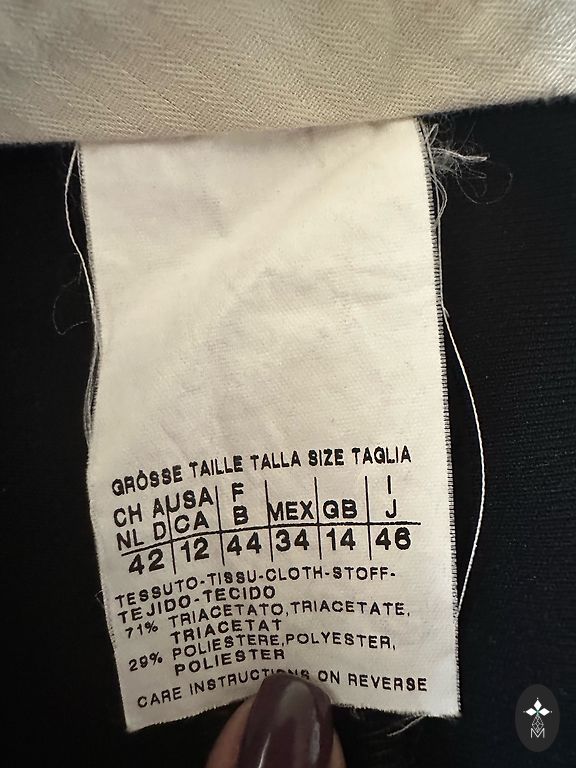 GRÖSSE TAILLE TALLA SIZE TAGLIA
CH A USA F I
NL D CA B MEX GB J
42 12 44 34 14 46
TESSUTO-TISSU-CLOTH-STOFF-
TEJIDO-TECIDO
71% TRIACETATO,TRIACETATE,
TRIACETAT
29% POLIESTERE,POLYESTER,
POLIESTER
CARE INSTRUCTIONS ON REVERSE
M